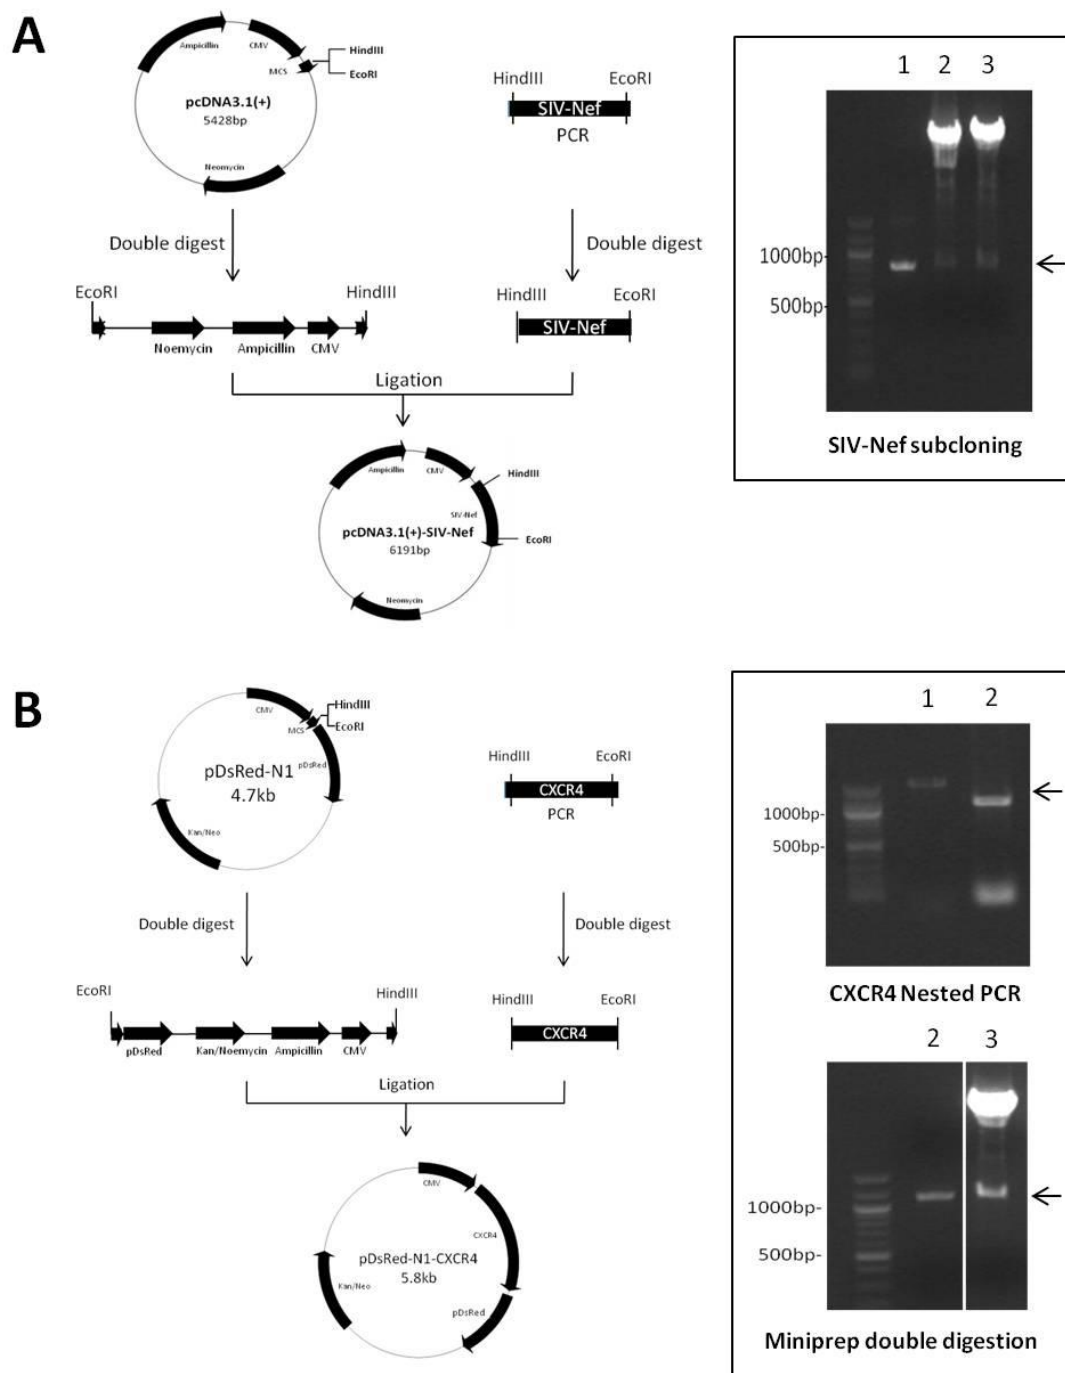 A
Ampicillin
CMV
HindIII
MCS
EcoRI
pcDNA3.1(+)
5428bp
Neomycin
HindIII
EcoRI
SIV-Nef
PCR
Double digest
Double digest
EcoRI
HindIII
Noemycin
Ampicillin
CMV
HindIII
EcoRI
SIV-Nef
Ligation
Ampicillin
CMV
HindIII
SIV-Nef
pcDNA3.1(+)-SIV-Nef
6191bp
EcoRI
Neomycin
1 2 3
1000bp-
500bp-
SIV-Nef subcloning
B
CMV
HindIII
MCS
EcoRI
pDsRed
pDsRed-N1
4.7kb
Kan/Neo
HindIII
EcoRI
CXCR4
PCR
Double digest
Double digest
EcoRI
HindIII
pDsRed
Kan/Noemycin
Ampicillin
CMV
HindIII
EcoRI
CXCR4
Ligation
CMV
CXCR4
pDsRed-N1-CXCR4
5.8kb
Kan/Neo
pDsRed
1 2
1000bp-
500bp-
CXCR4 Nested PCR
2 3
1000bp-
500bp-
Miniprep double digestion